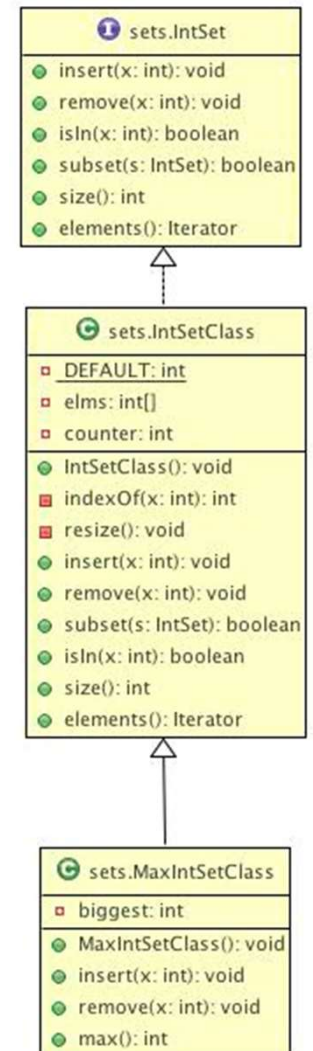 I sets.IntSet
insert(x: int): void
remove(x: int): void
isIn(x: int): boolean
subset(s: IntSet): boolean
size(): int
elements(): Iterator
C sets.IntSetClass
DEFAULT: int
elms: int[]
counter: int
IntSetClass(): void
indexOf(x: int): int
resize(): void
insert(x: int): void
remove(x: int): void
subset(s: IntSet): boolean
isIn(x: int): boolean
size(): int
elements(): Iterator
C sets.MaxIntSetClass
biggest: int
MaxIntSetClass(): void
insert(x: int): void
remove(x: int): void
max(): int